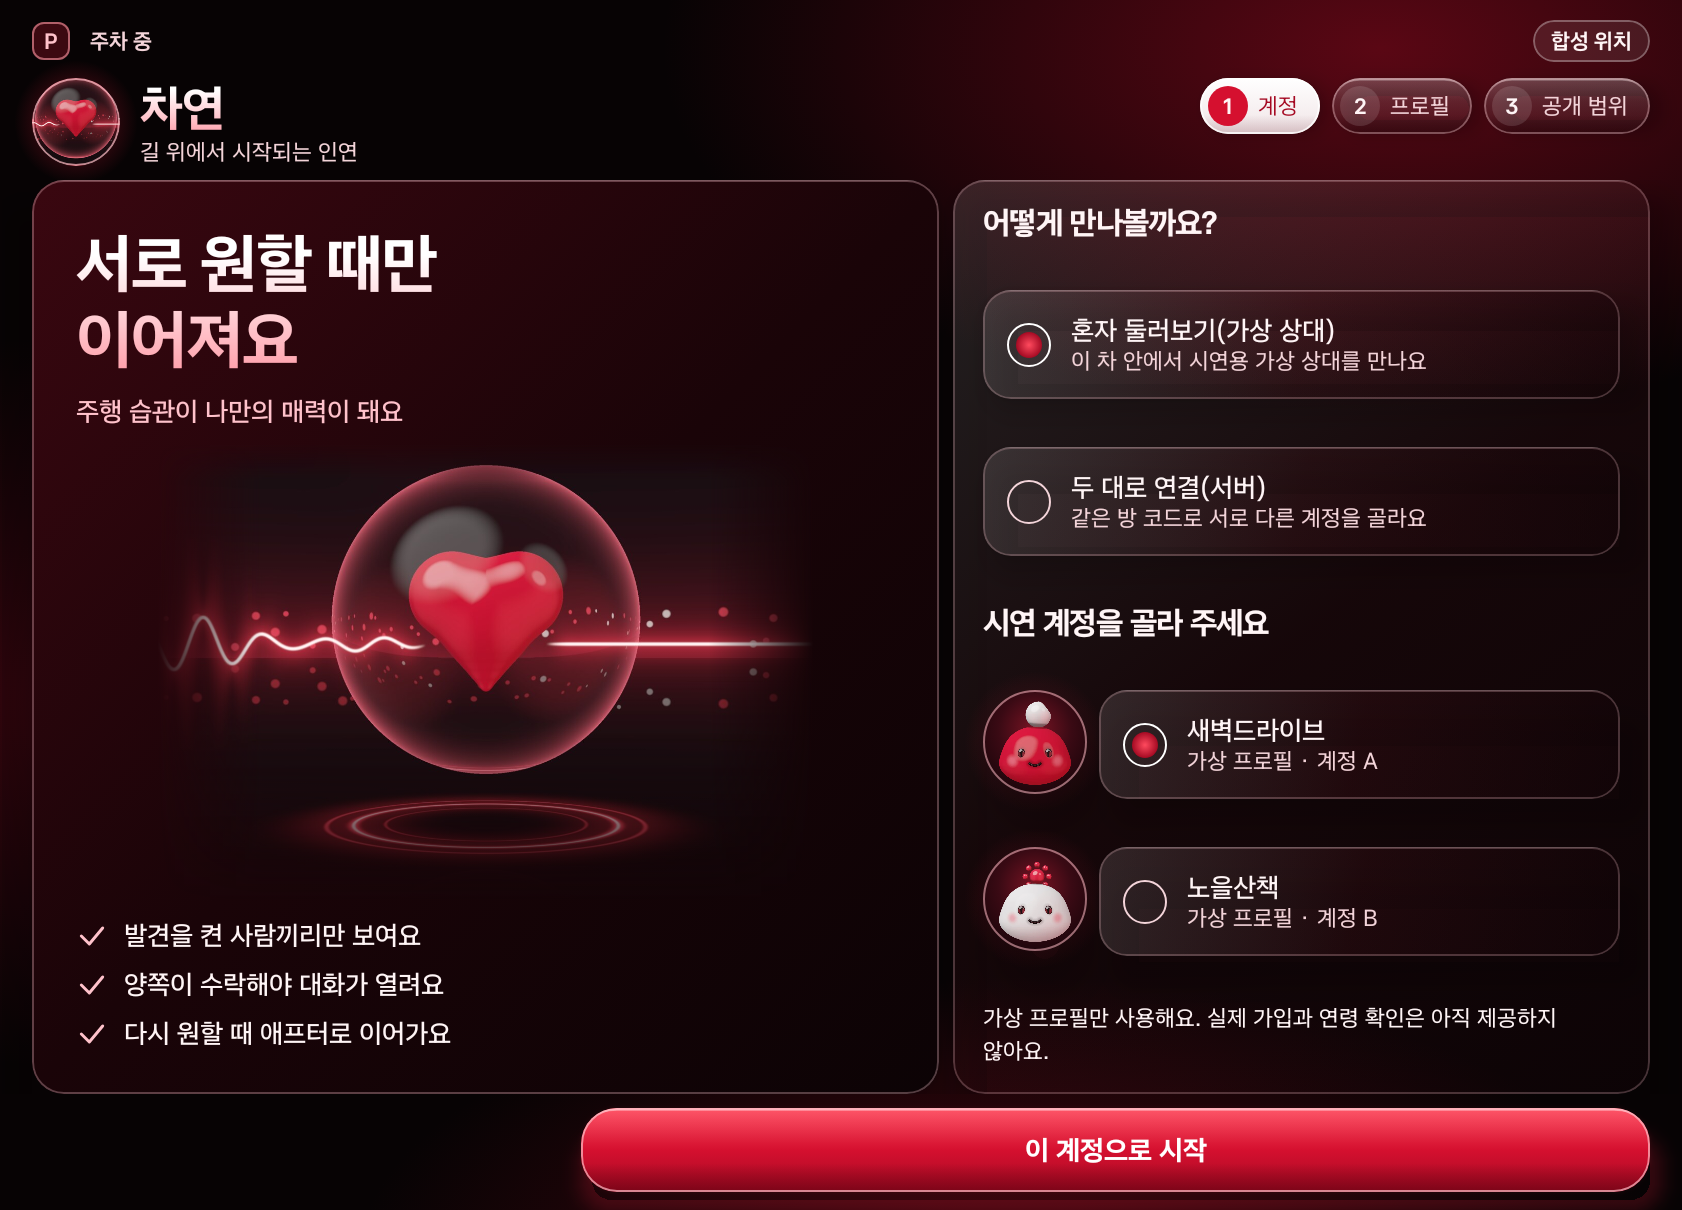 P 주차 중
합성 위치
차연
길 위에서 시작되는 인연
1 계정
2 프로필
3 공개 범위
서로 원할 때만
이어져요
주행 습관이 나만의 매력이 돼요
발견을 켠 사람끼리만 보여요
양쪽이 수락해야 대화가 열려요
다시 원할 때 애프터로 이어가요
어떻게 만나볼까요?
혼자 둘러보기(가상 상대)
이 차 안에서 시연용 가상 상대를 만나요
두 대로 연결(서버)
같은 방 코드로 서로 다른 계정을 골라요
시연 계정을 골라 주세요
새벽드라이브
가상 프로필 · 계정 A
노을산책
가상 프로필 · 계정 B
가상 프로필만 사용해요. 실제 가입과 연령 확인은 아직 제공하지
않아요.
이 계정으로 시작